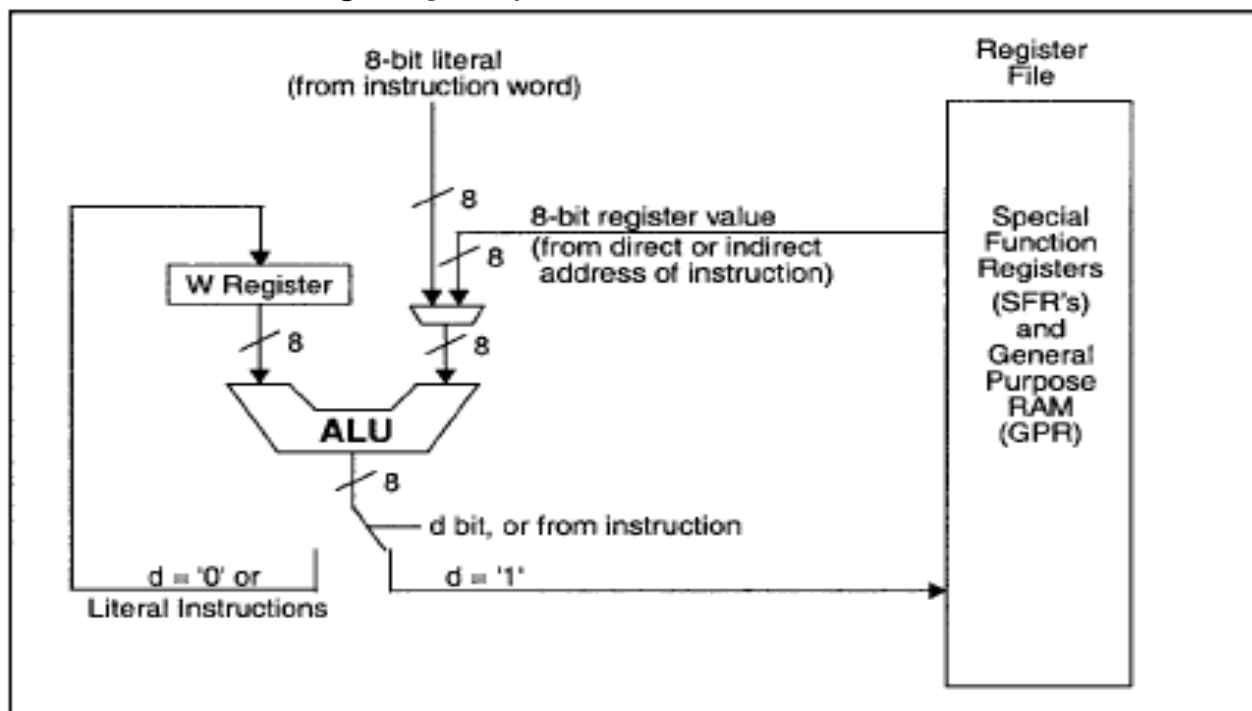 8-bit literal
(from instruction word)
Register
File
8
8-bit register value
(from direct or indirect
address of instruction)
8
W Register
Special
Function
Registers
(SFR's)
and
General
Purpose
RAM
(GPR)
8
8
ALU
8
d bit, or from instruction
d = '0' or
Literal Instructions
d = '1'